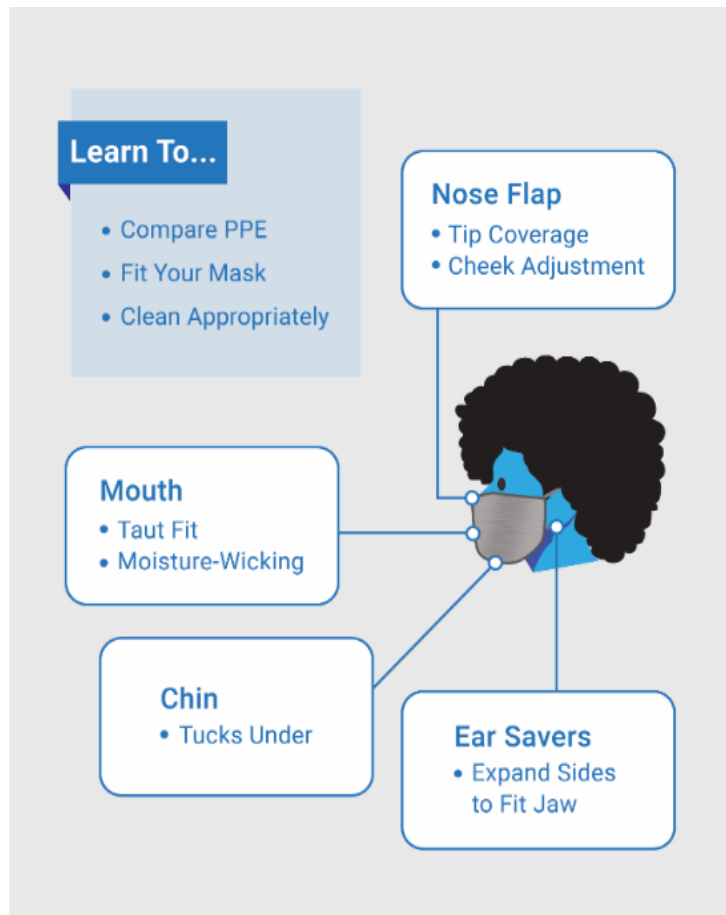 Learn To...
• Compare PPE
• Fit Your Mask
• Clean Appropriately
Nose Flap
• Tip Coverage
• Cheek Adjustment
Mouth
• Taut Fit
• Moisture-Wicking
Chin
• Tucks Under
Ear Savers
• Expand Sides
to Fit Jaw